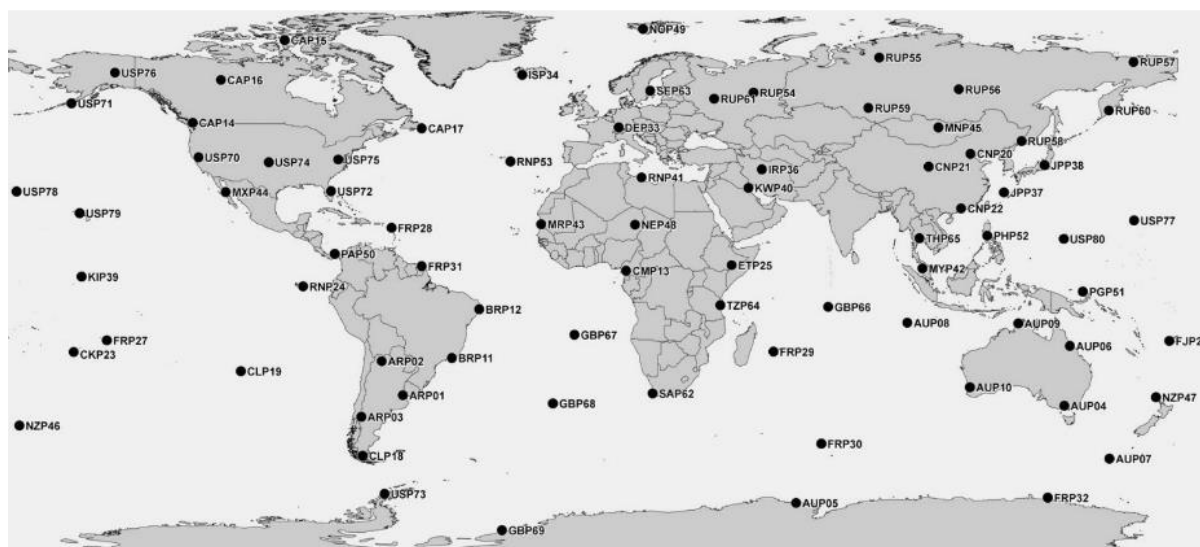 NOP49
CAP15
RUP55
RUP57
USP76
CAP16
ISP34
SEP63
RUP54
RUP56
RUP61
USP71
RUP59
RUP60
CAP14
CAP17
DEP33
MNP45
RUP58
USP70
USP74
USP75
RNP53
IRP36
CNP21
CNP20
JPP38
RNP41
KWP40
USP78
MXP44
USP72
JPP37
USP79
CNP22
FRP28
MRP43
NEP48
USP77
THP65
PHP52
USP80
PAP50
FRP31
CMP13
ETP25
MYP42
KIP39
RNP24
PGP51
BRP12
TZP64
GBP66
AUP08
AUP09
FRP27
GBP67
FJP2
CKP23
BRP11
ARP02
FRP29
AUP06
CLP19
AUP10
ARP01
SAP62
NZP47
GBP68
AUP04
ARP03
NZP46
FRP30
CLP18
AUP07
USP73
AUP05
FRP32
GBP69